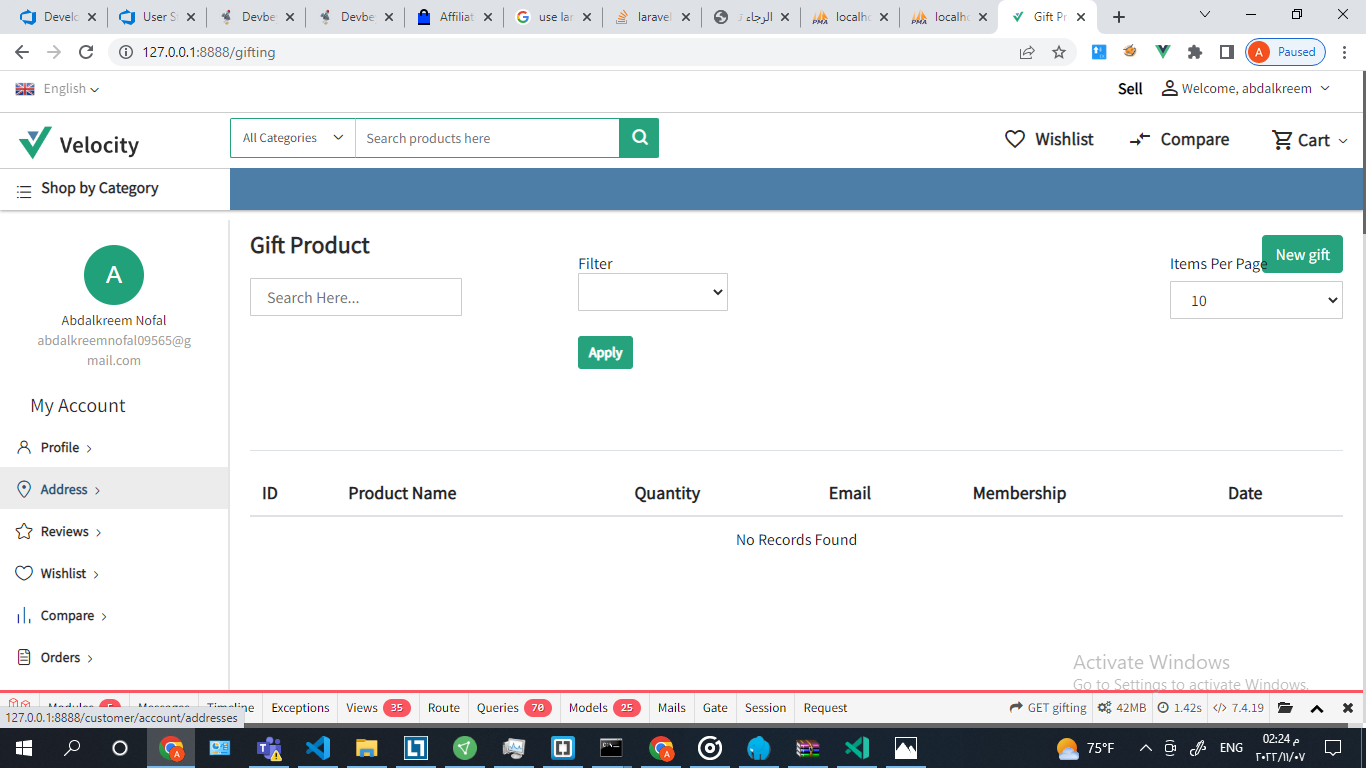 Develo
User St
Devbe
Devbe
Affiliat
use lar
laravel
الرجاء ت
localho
localho
Gift Pr
127.0.0.1:8888/gifting
A Paused
English
Sell
Welcome, abdalkreem
Velocity
All Categories
Search products here
Wishlist
Compare
Cart
Shop by Category
A
Abdalkreem Nofal
abdalkreemnofal09565@g
mail.com
My Account
Profile
Address
Reviews
Wishlist
Compare
Orders
Gift Product
New gift
Search Here...
Filter
Apply
Items Per Page
10
ID Product Name Quantity Email Membership Date
No Records Found
Activate Windows
Go to Settings to activate Windows.
Modules 5 Messages Timeline Exceptions Views 35 Route Queries 70 Models 25 Mails Gate Session Request GET gifting 42MB 1.42s 7.4.19
127.0.0.1:8888/customer/account/addresses
75°F
ENG
02:24 م
٢٠٢٢/١١/٠٧